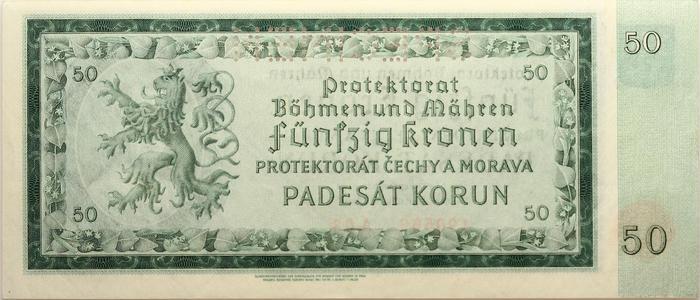 50
50
50
Protektorat
Böhmen und Mähren
Fünfzig Kronen
PROTEKTORÁT ČECHY A MORAVA
PADESÁT KORUN
50
50
50